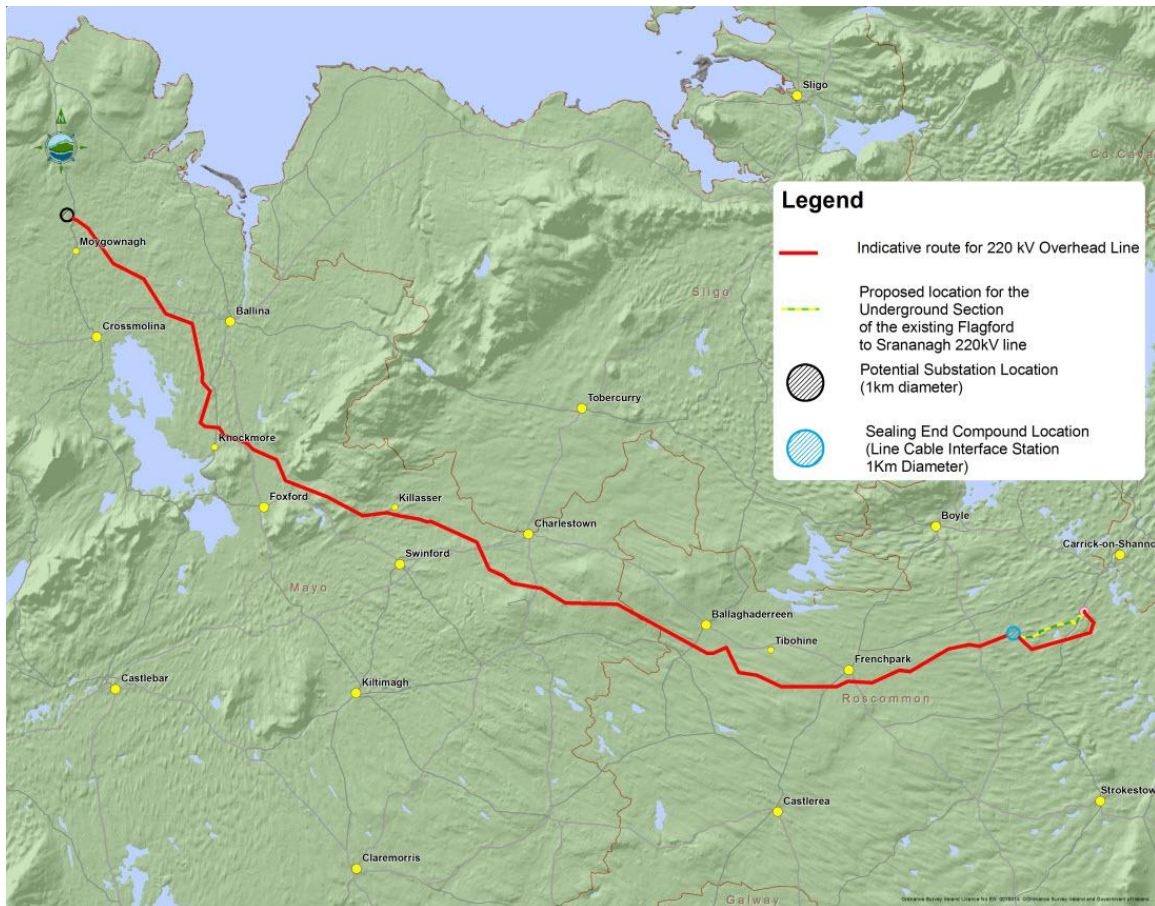 Sligo
Co Cava
Legend
Indicative route for 220 kV Overhead Line
Proposed location for the
Underground Section
of the existing Flagford
to Srananagh 220kV line
Potential Substation Location
(1km diameter)
Sealing End Compound Location
(Line Cable Interface Station
1Km Diameter)
N
Moygownagh
Sligo
Ballina
Crossmolina
Tobercurry
Knockmore
Foxford
Killasser
Charlestown
Boyle
Carrick-on-Shanno
Swinford
Mayo
Ballaghaderreen
Tibohine
Frenchpark
Roscommon
Castlebar
Kiltimagh
Castlerea
Strokestow
Claremorris
Galway